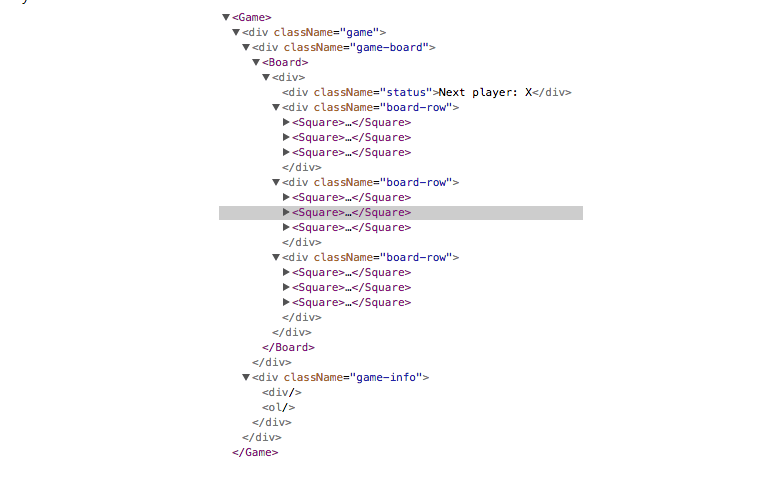 <Game>
<div className="game">
<div className="game-board">
<Board>
<div>
<div className="status">Next player: X</div>
<div className="board-row">
<Square>…</Square>
<Square>…</Square>
<Square>…</Square>
</div>
<div className="board-row">
<Square>…</Square>
<Square>…</Square>
<Square>…</Square>
</div>
<div className="board-row">
<Square>…</Square>
<Square>…</Square>
<Square>…</Square>
</div>
</div>
</Board>
</div>
<div className="game-info">
<div/>
<ol/>
</div>
</div>
</Game>